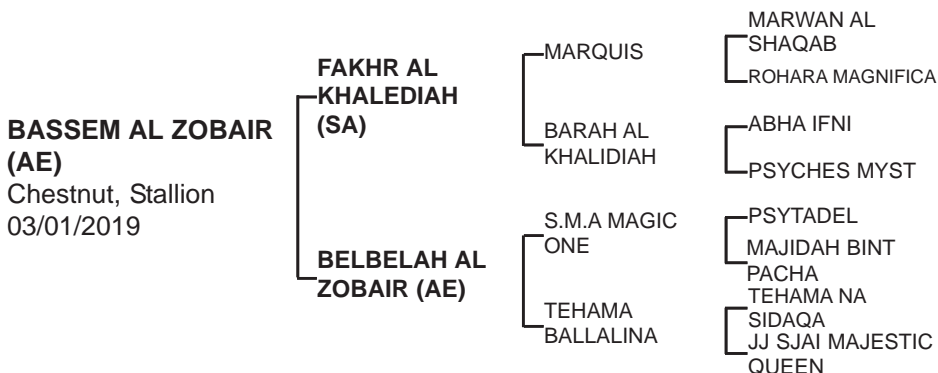 BASSEM AL ZOBAIR
(AE)
Chestnut, Stallion
03/01/2019
FAKHR AL
KHALEDIAH
(SA)
BELBELAH AL
ZOBAIR (AE)
MARQUIS
BARAH AL
KHALIDIAH
S.M.A MAGIC
ONE
TEHAMA
BALLALINA
MARWAN AL
SHAQAB
ROHARA MAGNIFICA
ABHA IFNI
PSYCHES MYST
PSYTADEL
MAJIDAH BINT
PACHA
TEHAMA NA
SIDAQA
JJ SJAI MAJESTIC
QUEEN